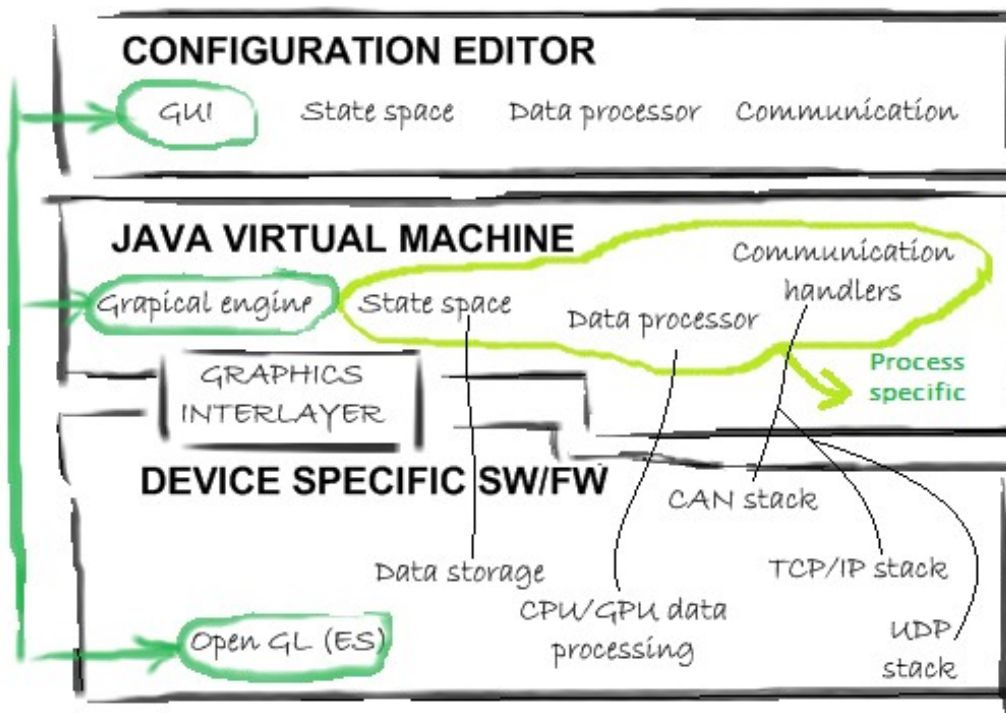 CONFIGURATION EDITOR
GUI State space Data processor Communication
JAVA VIRTUAL MACHINE
Communication
handlers
Grapical engine State space
Data processor
Process
specific
GRAPHICS
INTERLAYER
DEVICE SPECIFIC SW/FW
CAN stack
Data storage
TCP/IP stack
CPU/GPU data
processing
Open GL (ES)
UDP
stack